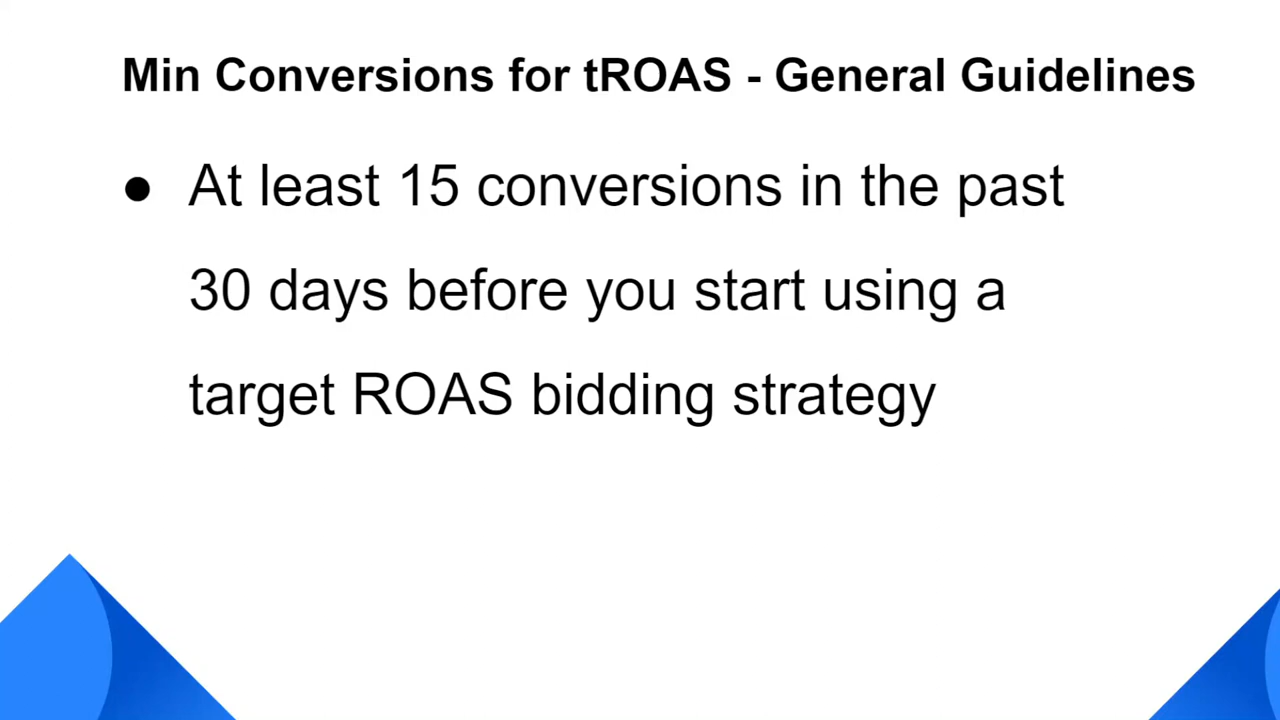 Min Conversions for tROAS - General Guidelines
● At least 15 conversions in the past
30 days before you start using a
target ROAS bidding strategy